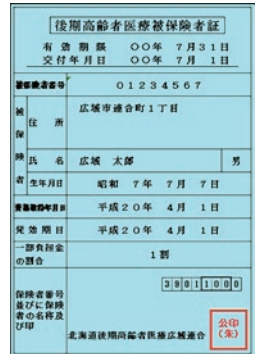 後期高齢者医療被保険者証
有効期限 ○○年 7月31日
交付年月日 ○○年 7月 1日
被保険者番号 01234567
被保険者
住所 広域市連合町1丁目
氏名 広域 太郎 男
生年月日 昭和 7年 7月 7日
資格取得年月日 平成20年 4月 1日
発効期日 平成20年 4月 1日
一部負担金の割合 1割
保険者番号
並びに保険
者の名称及
び印
39011000
北海道後期高齢者医療広域連合
公印
(朱)